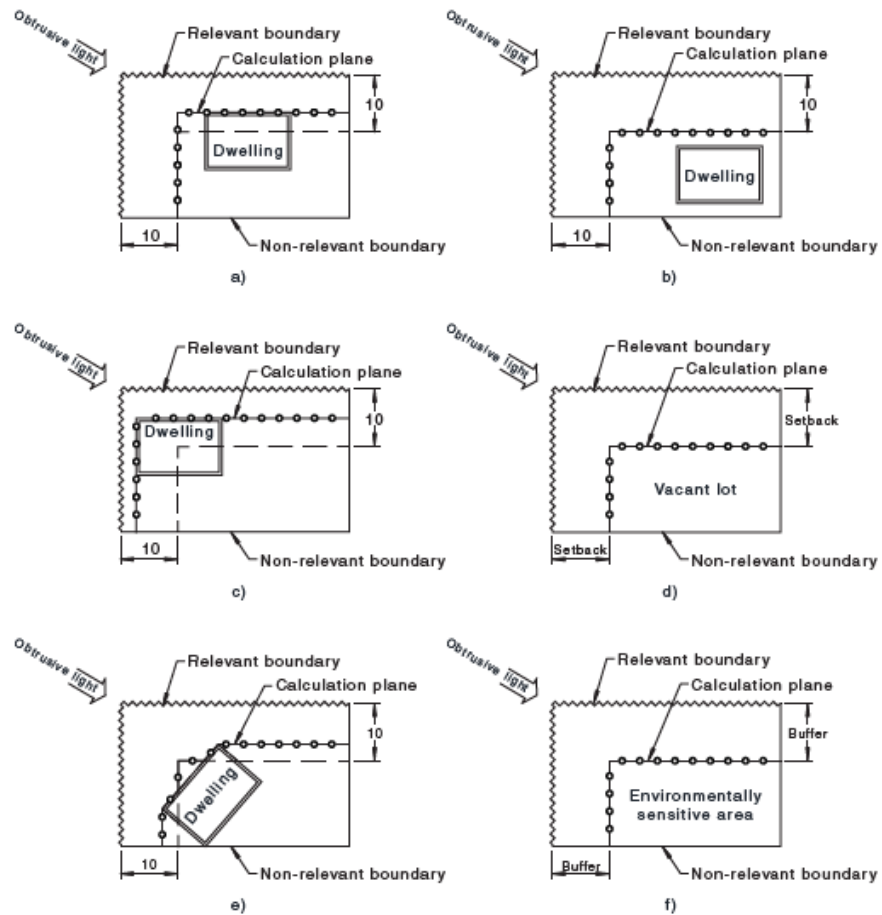 Obtrusive light
Relevant boundary
Calculation plane
10
Dwelling
10
Non-relevant boundary
a)
Obtrusive light
Relevant boundary
Calculation plane
10
Dwelling
10
Non-relevant boundary
b)
Obtrusive light
Relevant boundary
Calculation plane
10
Dwelling
10
Non-relevant boundary
c)
Obtrusive light
Relevant boundary
Calculation plane
Setback
Vacant lot
Setback
Non-relevant boundary
d)
Obtrusive light
Relevant boundary
Calculation plane
10
Dwelling
10
Non-relevant boundary
e)
Obtrusive light
Relevant boundary
Calculation plane
Buffer
Environmentally
sensitive area
Buffer
Non-relevant boundary
f)